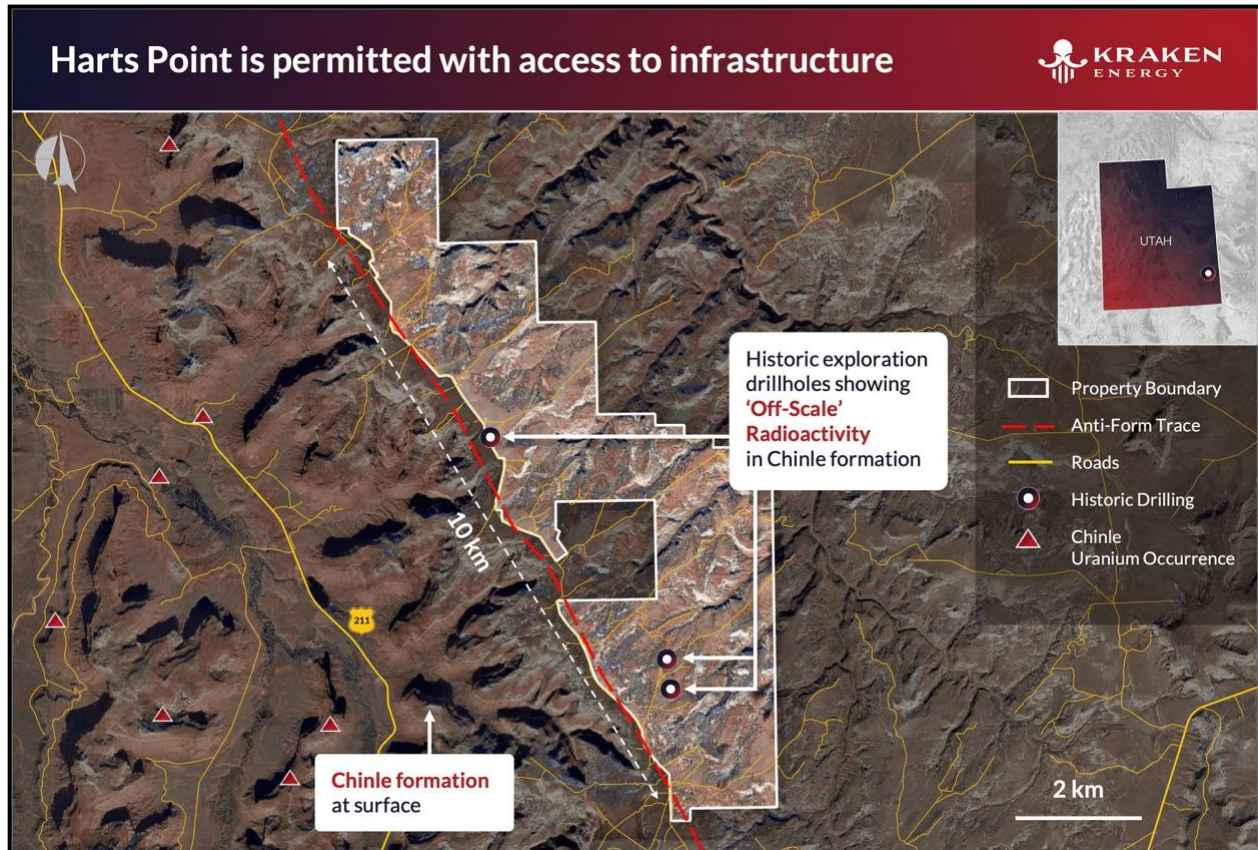 Harts Point is permitted with access to infrastructure
KRAKEN
ENERGY
UTAH
Historic exploration
drillholes showing
‘Off-Scale’
Radioactivity
in Chinle formation
Property Boundary
Anti-Form Trace
Roads
Historic Drilling
Chinle
Uranium Occurrence
10 km
211
Chinle formation
at surface
2 km